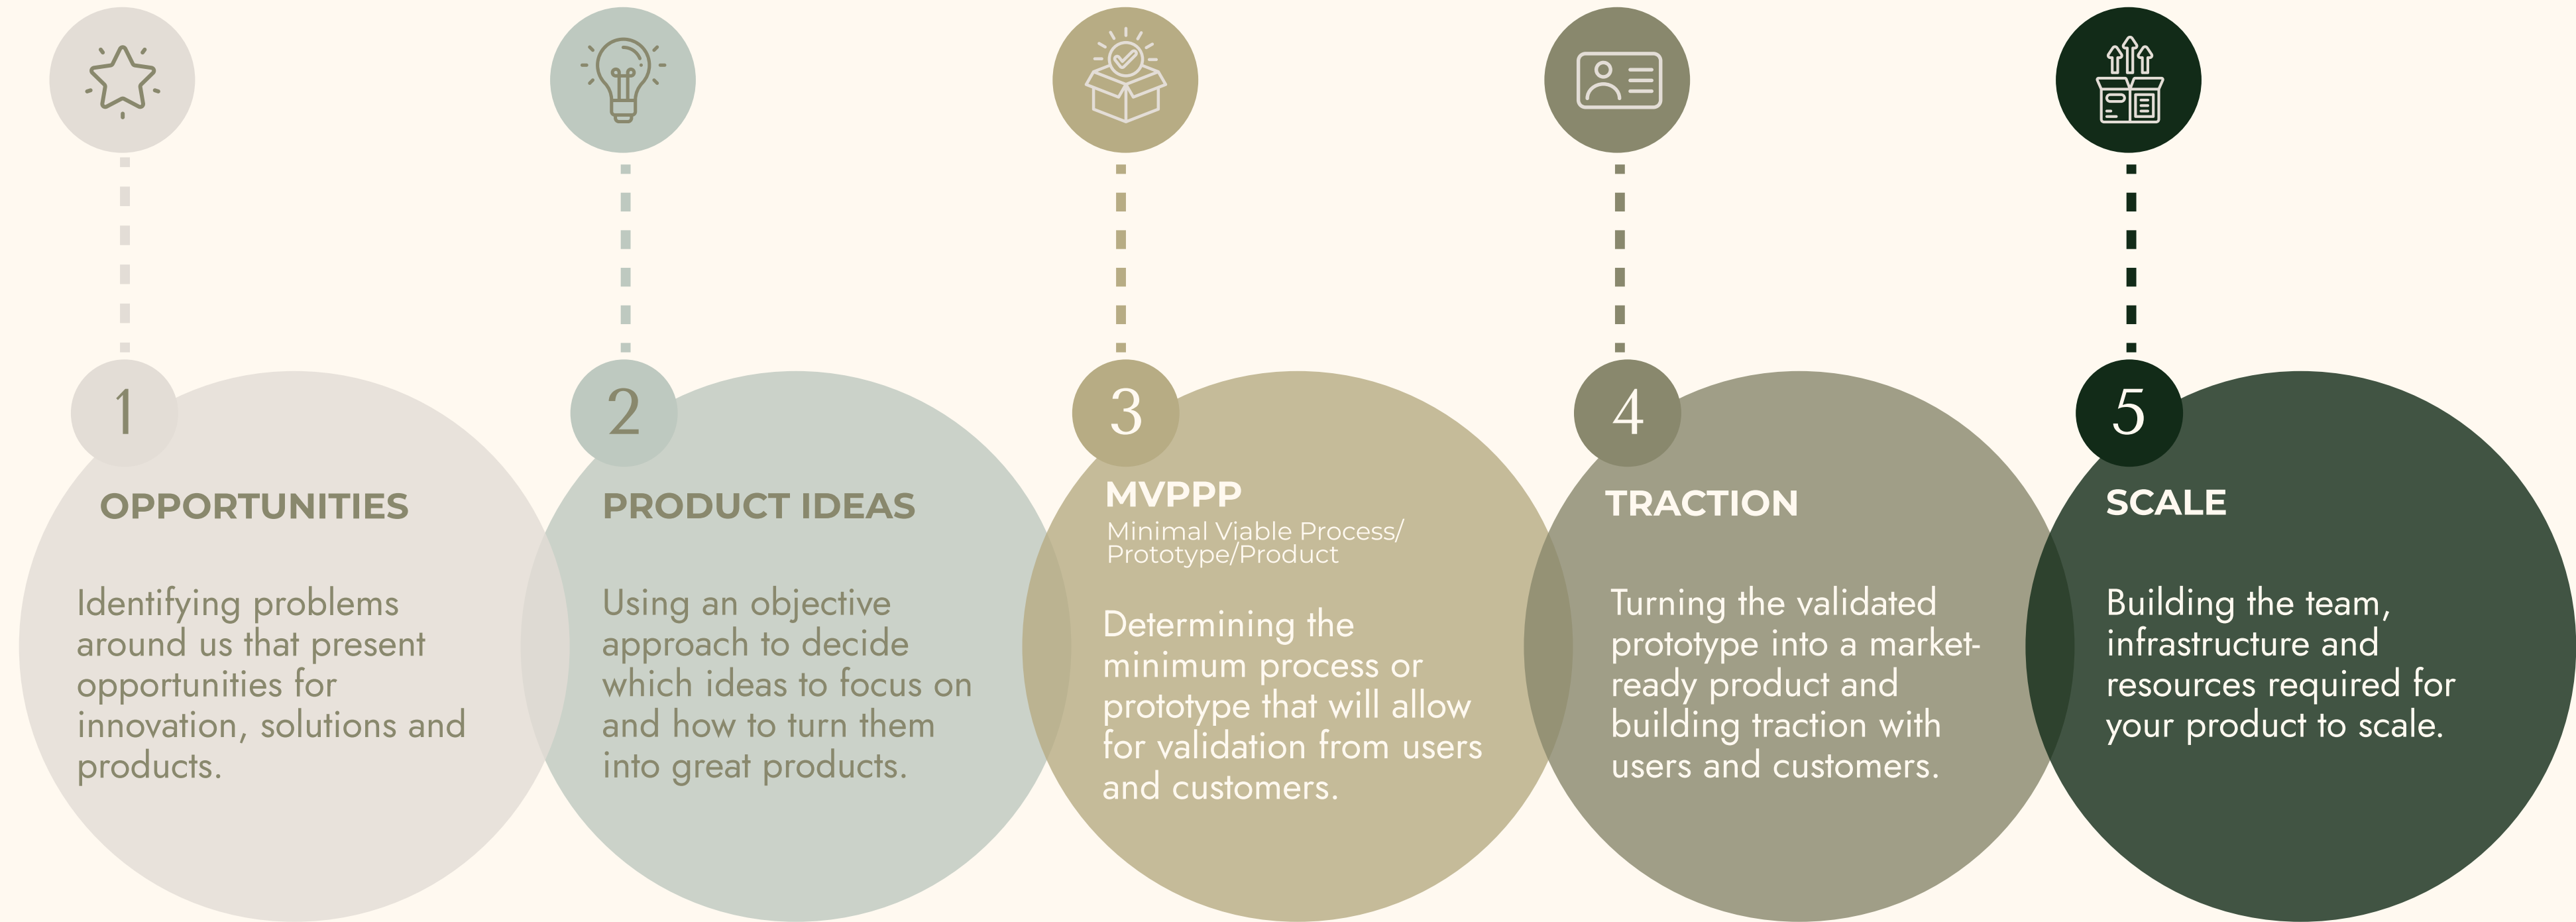 1
OPPORTUNITIES
Identifying problems
around us that present
opportunities for
innovation, solutions and
products.
2
PRODUCT IDEAS
Using an objective
approach to decide
which ideas to focus on
and how to turn them
into great products.
3
MVPPP
Minimal Viable Process/
Prototype/Product
Determining the
minimum process or
prototype that will allow
for validation from users
and customers.
4
TRACTION
Turning the validated
prototype into a market-
ready product and
building traction with
users and customers.
5
SCALE
Building the team,
infrastructure and
resources required for
your product to scale.